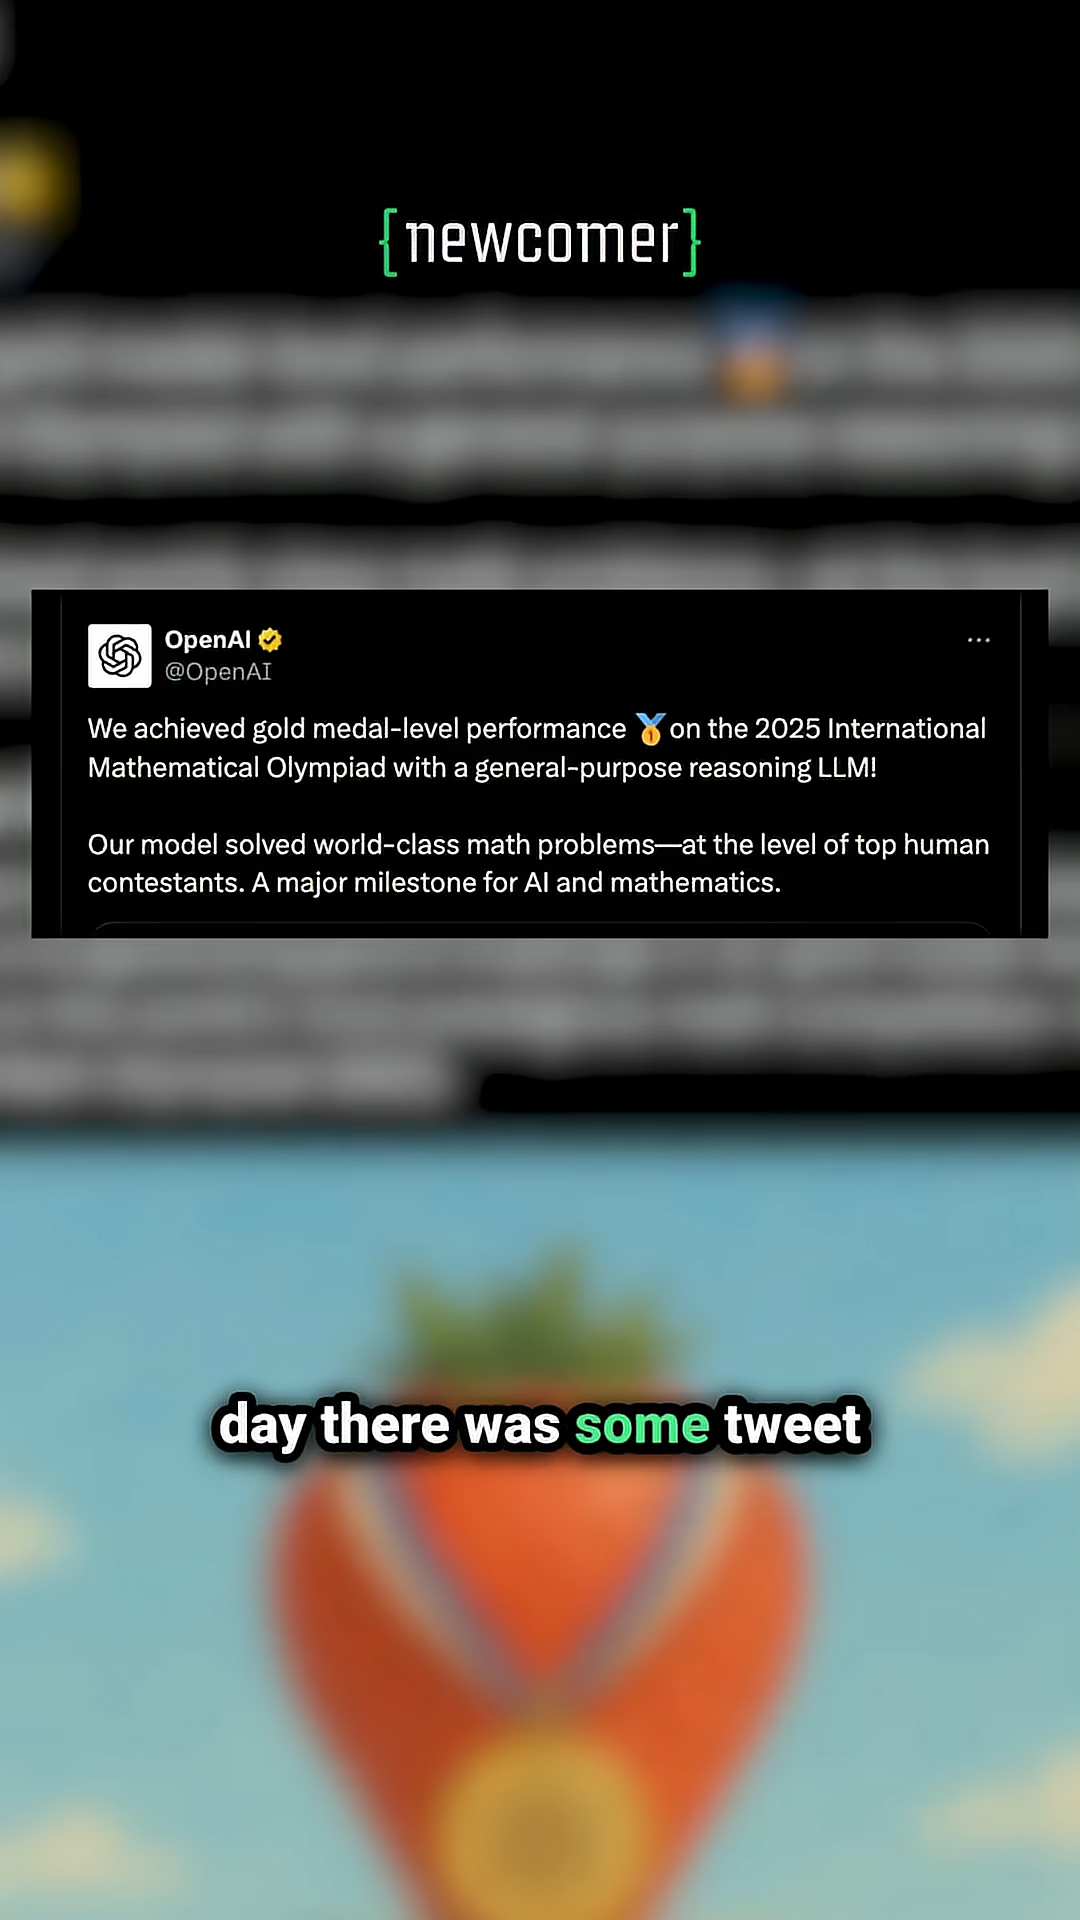 {newcomer}
OpenAI
@OpenAI
We achieved gold medal-level performance 🥇on the 2025 International
Mathematical Olympiad with a general-purpose reasoning LLM!
Our model solved world-class math problems—at the level of top human
contestants. A major milestone for AI and mathematics.
day there was some tweet